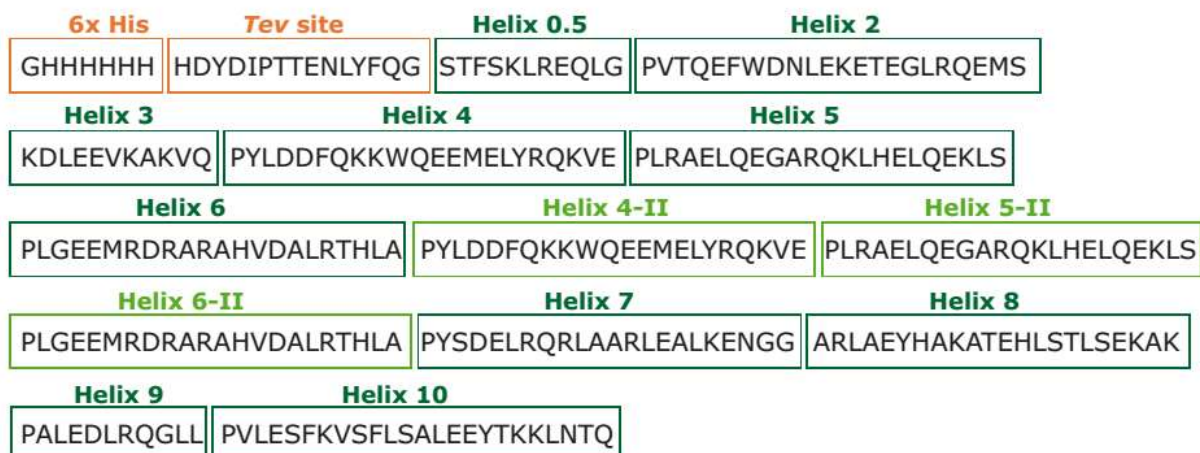 6x His Tev site Helix 0.5 Helix 2
GHHHHHH HDYDIPTTENLYFQG STFSKLREQLG PVTQEFWDNLEKETEGLRQEMS
Helix 3 Helix 4 Helix 5
KDLEEVKAKVQ PYLDDFQKKWQEEMELYRQKVE PLRAELQEGARQKLHELQEKLS
Helix 6 Helix 4-II Helix 5-II
PLGEEMRDRARAHVDALRTHLA PYLDDFQKKWQEEMELYRQKVE PLRAELQEGARQKLHELQEKLS
Helix 6-II Helix 7 Helix 8
PLGEEMRDRARAHVDALRTHLA PYSDELRQRLAARLEALKENGG ARLAEYHAKATEHLSTLSEKAK
Helix 9 Helix 10
PALEDLRQGLL PVLESFKVSFLSALEEYTKKLNTQ